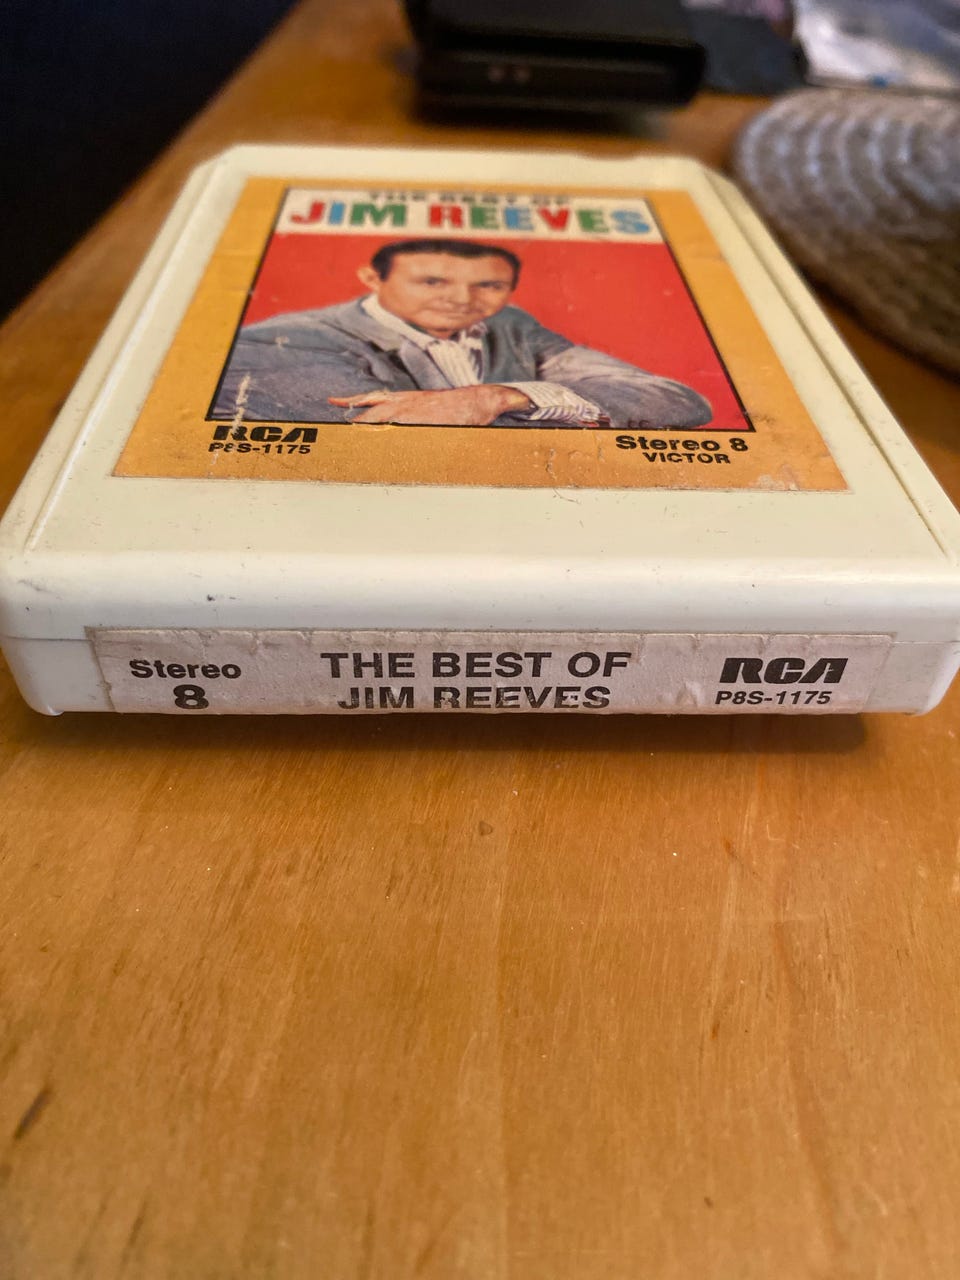 THE BEST OF
JIM REEVES
RCA
P8S-1175
Stereo 8
VICTOR
Stereo
8
THE BEST OF
JIM REEVES
RCA
P8S-1175